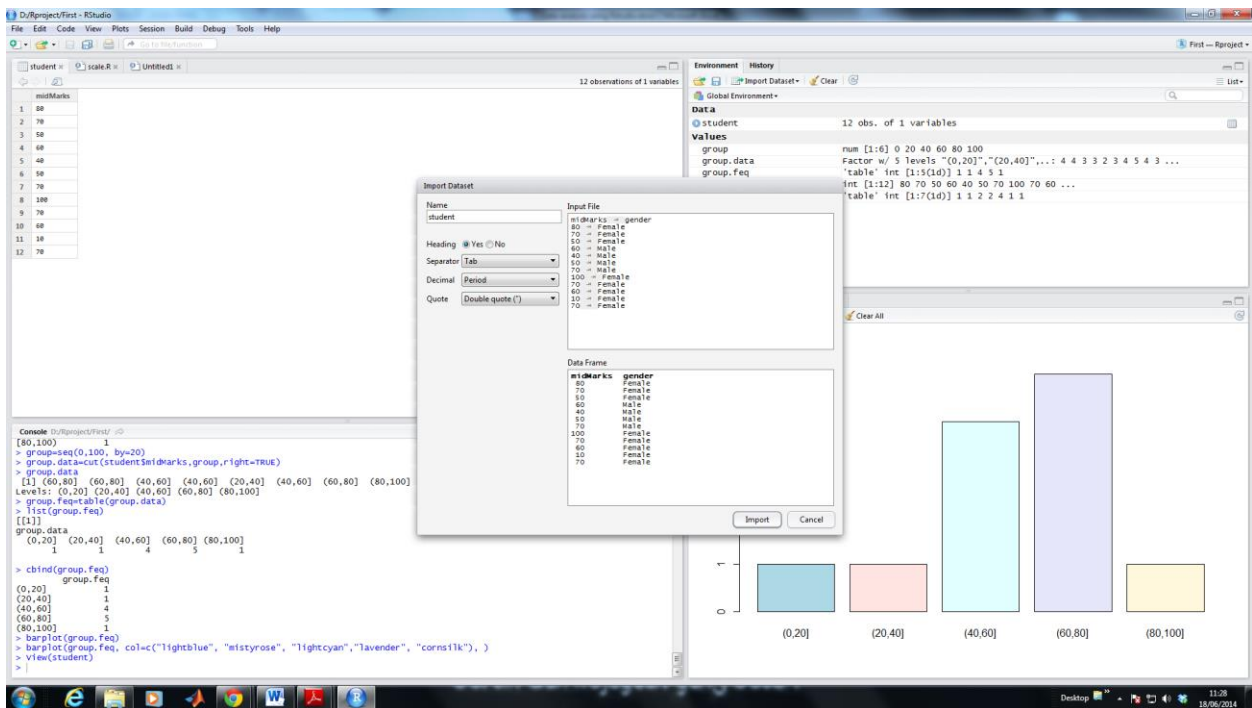 D:/Rproject/First - RStudio
File Edit Code View Plots Session Build Debug Tools Help
Go to file/function
First — Rproject
student
scale.R
Untitled1
12 observations of 1 variables
midMarks
1 80
2 70
3 50
4 60
5 40
6 50
7 70
8 100
9 70
10 60
11 10
12 70
Environment History
Import Dataset Clear
List
Global Environment
Data
student 12 obs. of 1 variables
Values
group num [1:6] 0 20 40 60 80 100
group.data Factor w/ 5 levels "(0,20]","(20,40]",..: 4 4 3 3 2 3 4 5 4 3 ...
group.feq 'table' int [1:5(1d)] 1 1 4 5 1
int [1:12] 80 70 50 60 40 50 70 100 70 60 ...
'table' int [1:7(1d)] 1 1 2 2 4 1 1
Import Dataset
Name
student
Heading Yes No
Separator Tab
Decimal Period
Quote Double quote (")
Input File
midMarks → gender
80 → Female
70 → Female
50 → Female
60 → Male
40 → Male
50 → Male
70 → Male
100 → Female
70 → Female
60 → Female
10 → Female
70 → Female
Data Frame
midMarks gender
80 Female
70 Female
50 Female
60 Male
40 Male
50 Male
70 Male
100 Female
70 Female
60 Female
10 Female
70 Female
Import Cancel
Clear All
1
0
(0,20] (20,40] (40,60] (60,80] (80,100]
Console D:/Rproject/First/
[80,100) 1
> group=seq(0,100, by=20)
> group.data=cut(student$midMarks,group,right=TRUE)
> group.data
[1] (60,80] (60,80] (40,60] (40,60] (20,40] (40,60] (60,80] (80,100]
Levels: (0,20] (20,40] (40,60] (60,80] (80,100]
> group.feq=table(group.data)
> list(group.feq)
[[1]]
group.data
(0,20] (20,40] (40,60] (60,80] (80,100]
1 1 4 5 1
> cbind(group.feq)
group.feq
(0,20] 1
(20,40] 1
(40,60] 4
(60,80] 5
(80,100] 1
> barplot(group.feq)
> barplot(group.feq, col=c("lightblue", "mistyrose", "lightcyan","lavender", "cornsilk"), )
> View(student)
>
Desktop
11:28
18/06/2014